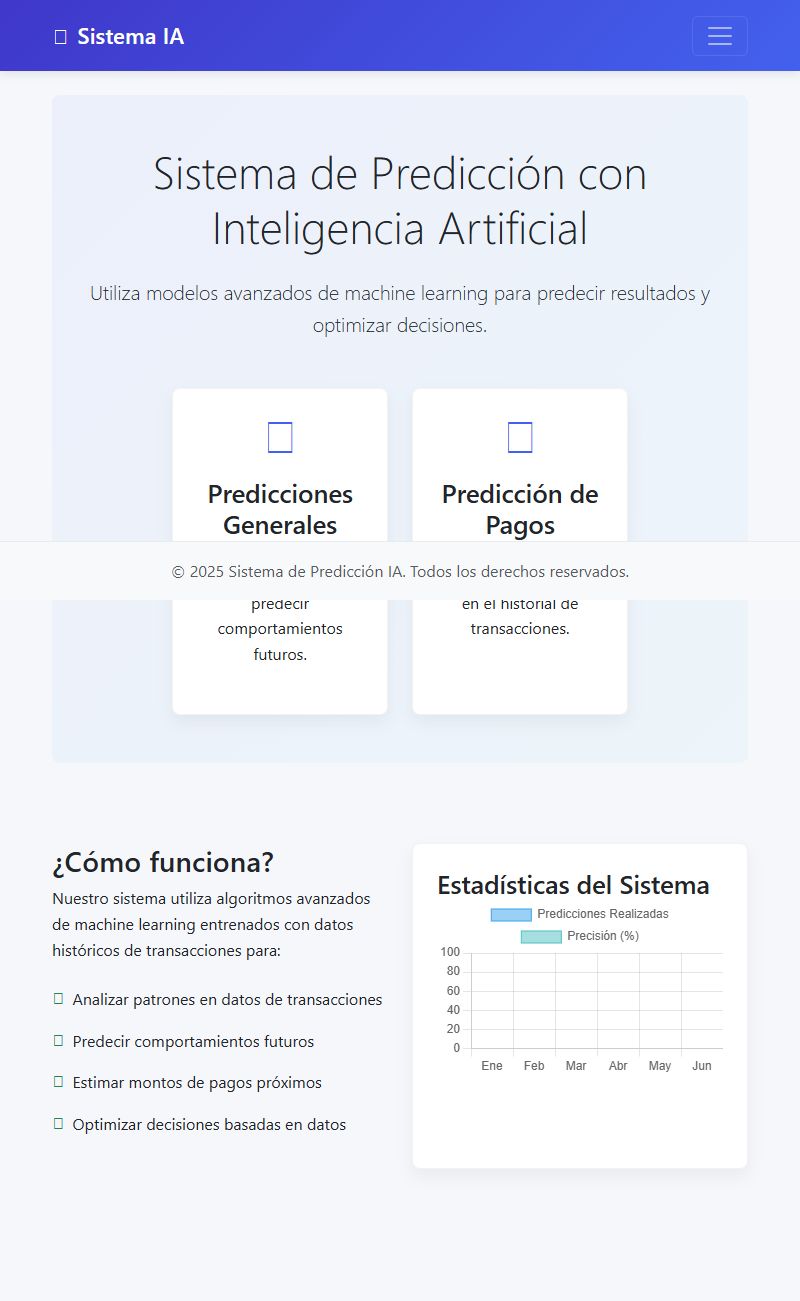 Sistema IA
Sistema de Predicción con
Inteligencia Artificial
Utiliza modelos avanzados de machine learning para predecir resultados y
optimizar decisiones.
Predicciones
Generales
Predicción de
Pagos
© 2025 Sistema de Predicción IA. Todos los derechos reservados.
predecir
comportamientos
futuros.
en el historial de
transacciones.
¿Cómo funciona?
Nuestro sistema utiliza algoritmos avanzados
de machine learning entrenados con datos
históricos de transacciones para:
Analizar patrones en datos de transacciones
Predecir comportamientos futuros
Estimar montos de pagos próximos
Optimizar decisiones basadas en datos
Estadísticas del Sistema
Predicciones Realizadas
Precisión (%)
100
80
60
40
20
0
Ene Feb Mar Abr May Jun